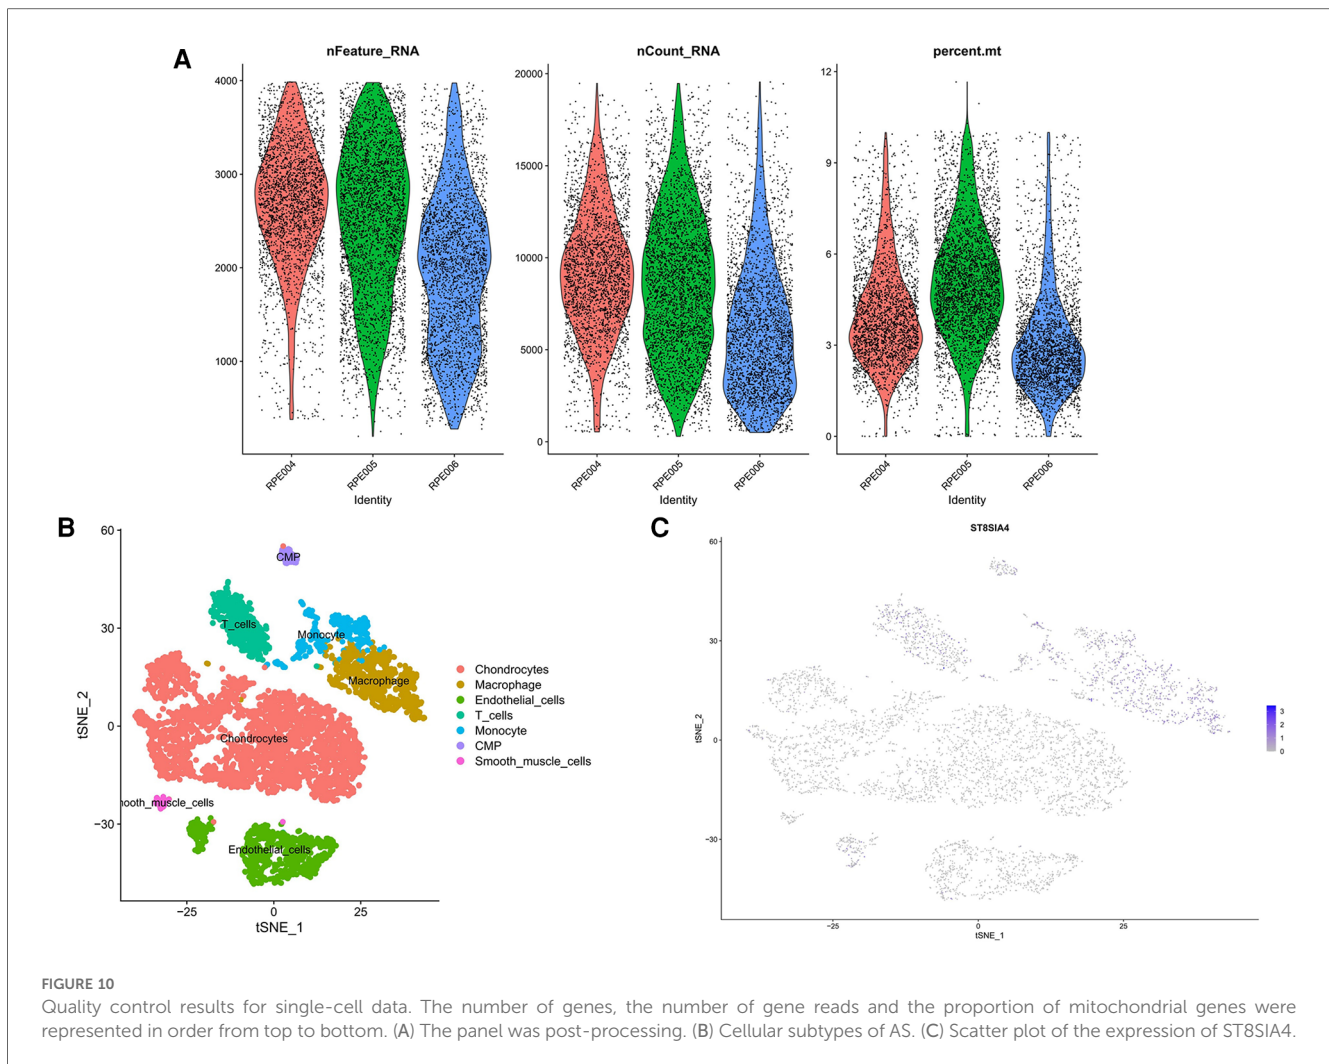 A
nFeature_RNA
nCount_RNA
percent.mt
4000
3000
2000
1000
20000
15000
10000
5000
0
12
9
6
3
0
RPE004
RPE005
RPE006
RPE004
RPE005
RPE006
RPE004
RPE005
RPE006
Identity
Identity
Identity
B
60
30
0
−30
−25
0
25
tSNE_2
tSNE_1
CMP
T_cells
Monocyte
Macrophage
Chondrocytes
nooth_muscle_cells
Endothelial_cells
Chondrocytes
Macrophage
Endothelial_cells
T_cells
Monocyte
CMP
Smooth_muscle_cells
C
ST8SIA4
60
30
0
−30
−25
0
25
tSNE_2
tSNE_1
3
2
1
0
FIGURE 10
Quality control results for single-cell data. The number of genes, the number of gene reads and the proportion of mitochondrial genes were
represented in order from top to bottom. (A) The panel was post-processing. (B) Cellular subtypes of AS. (C) Scatter plot of the expression of ST8SIA4.